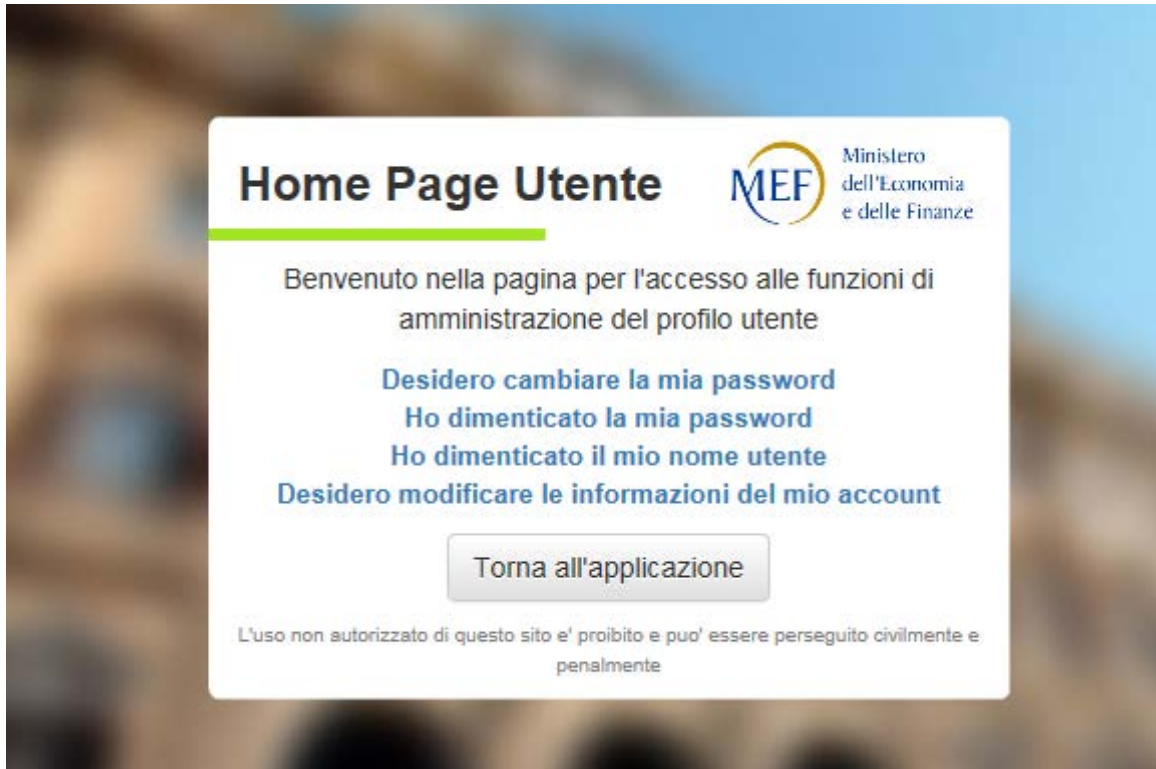 Home Page Utente
MEF
Ministero
dell'Economia
e delle Finanze
Benvenuto nella pagina per l'accesso alle funzioni di
amministrazione del profilo utente
Desidero cambiare la mia password
Ho dimenticato la mia password
Ho dimenticato il mio nome utente
Desidero modificare le informazioni del mio account
Torna all'applicazione
L'uso non autorizzato di questo sito e' proibito e puo' essere perseguito civilmente e
penalmente